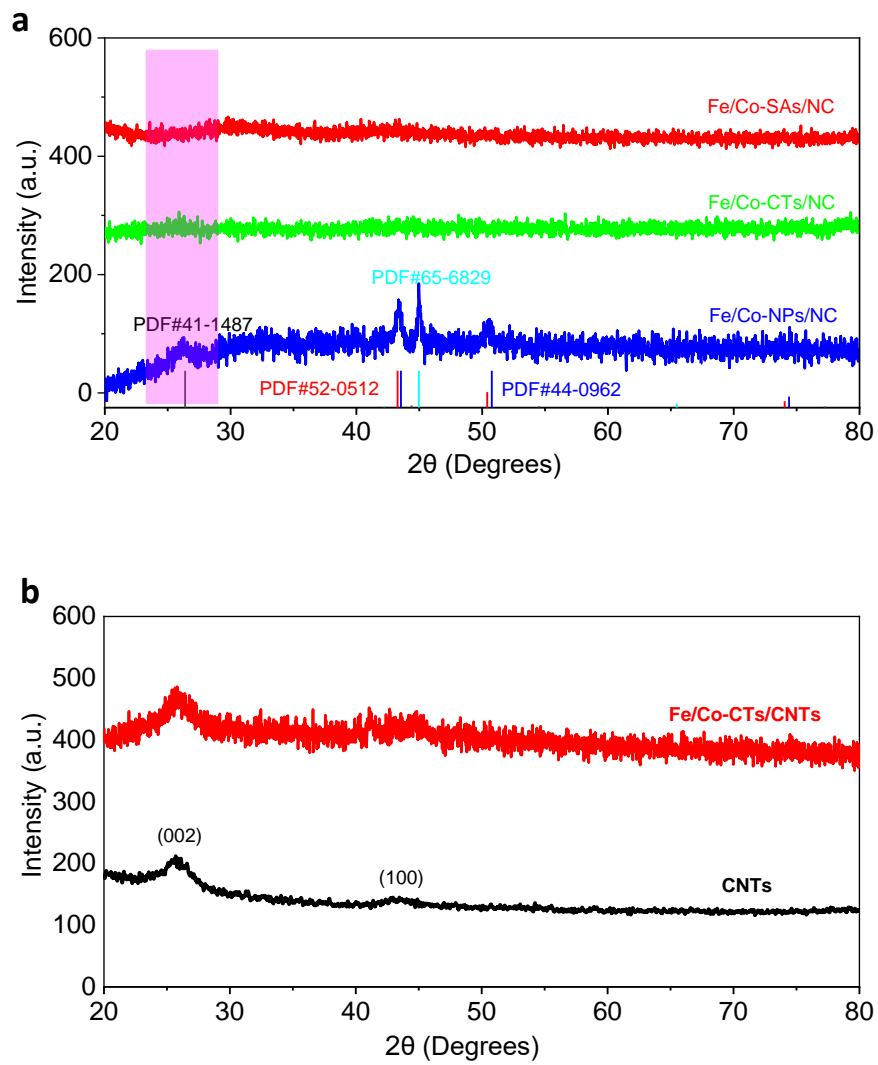 a
600
400
200
0
Intensity (a.u.)
Fe/Co-SAs/NC
Fe/Co-CTs/NC
PDF#65-6829
Fe/Co-NPs/NC
PDF#41-1487
PDF#52-0512
PDF#44-0962
20 30 40 50 60 70 80
2θ (Degrees)
b
600
500
400
300
200
100
0
Intensity (a.u.)
Fe/Co-CTs/CNTs
(002)
(100)
CNTs
20 30 40 50 60 70 80
2θ (Degrees)